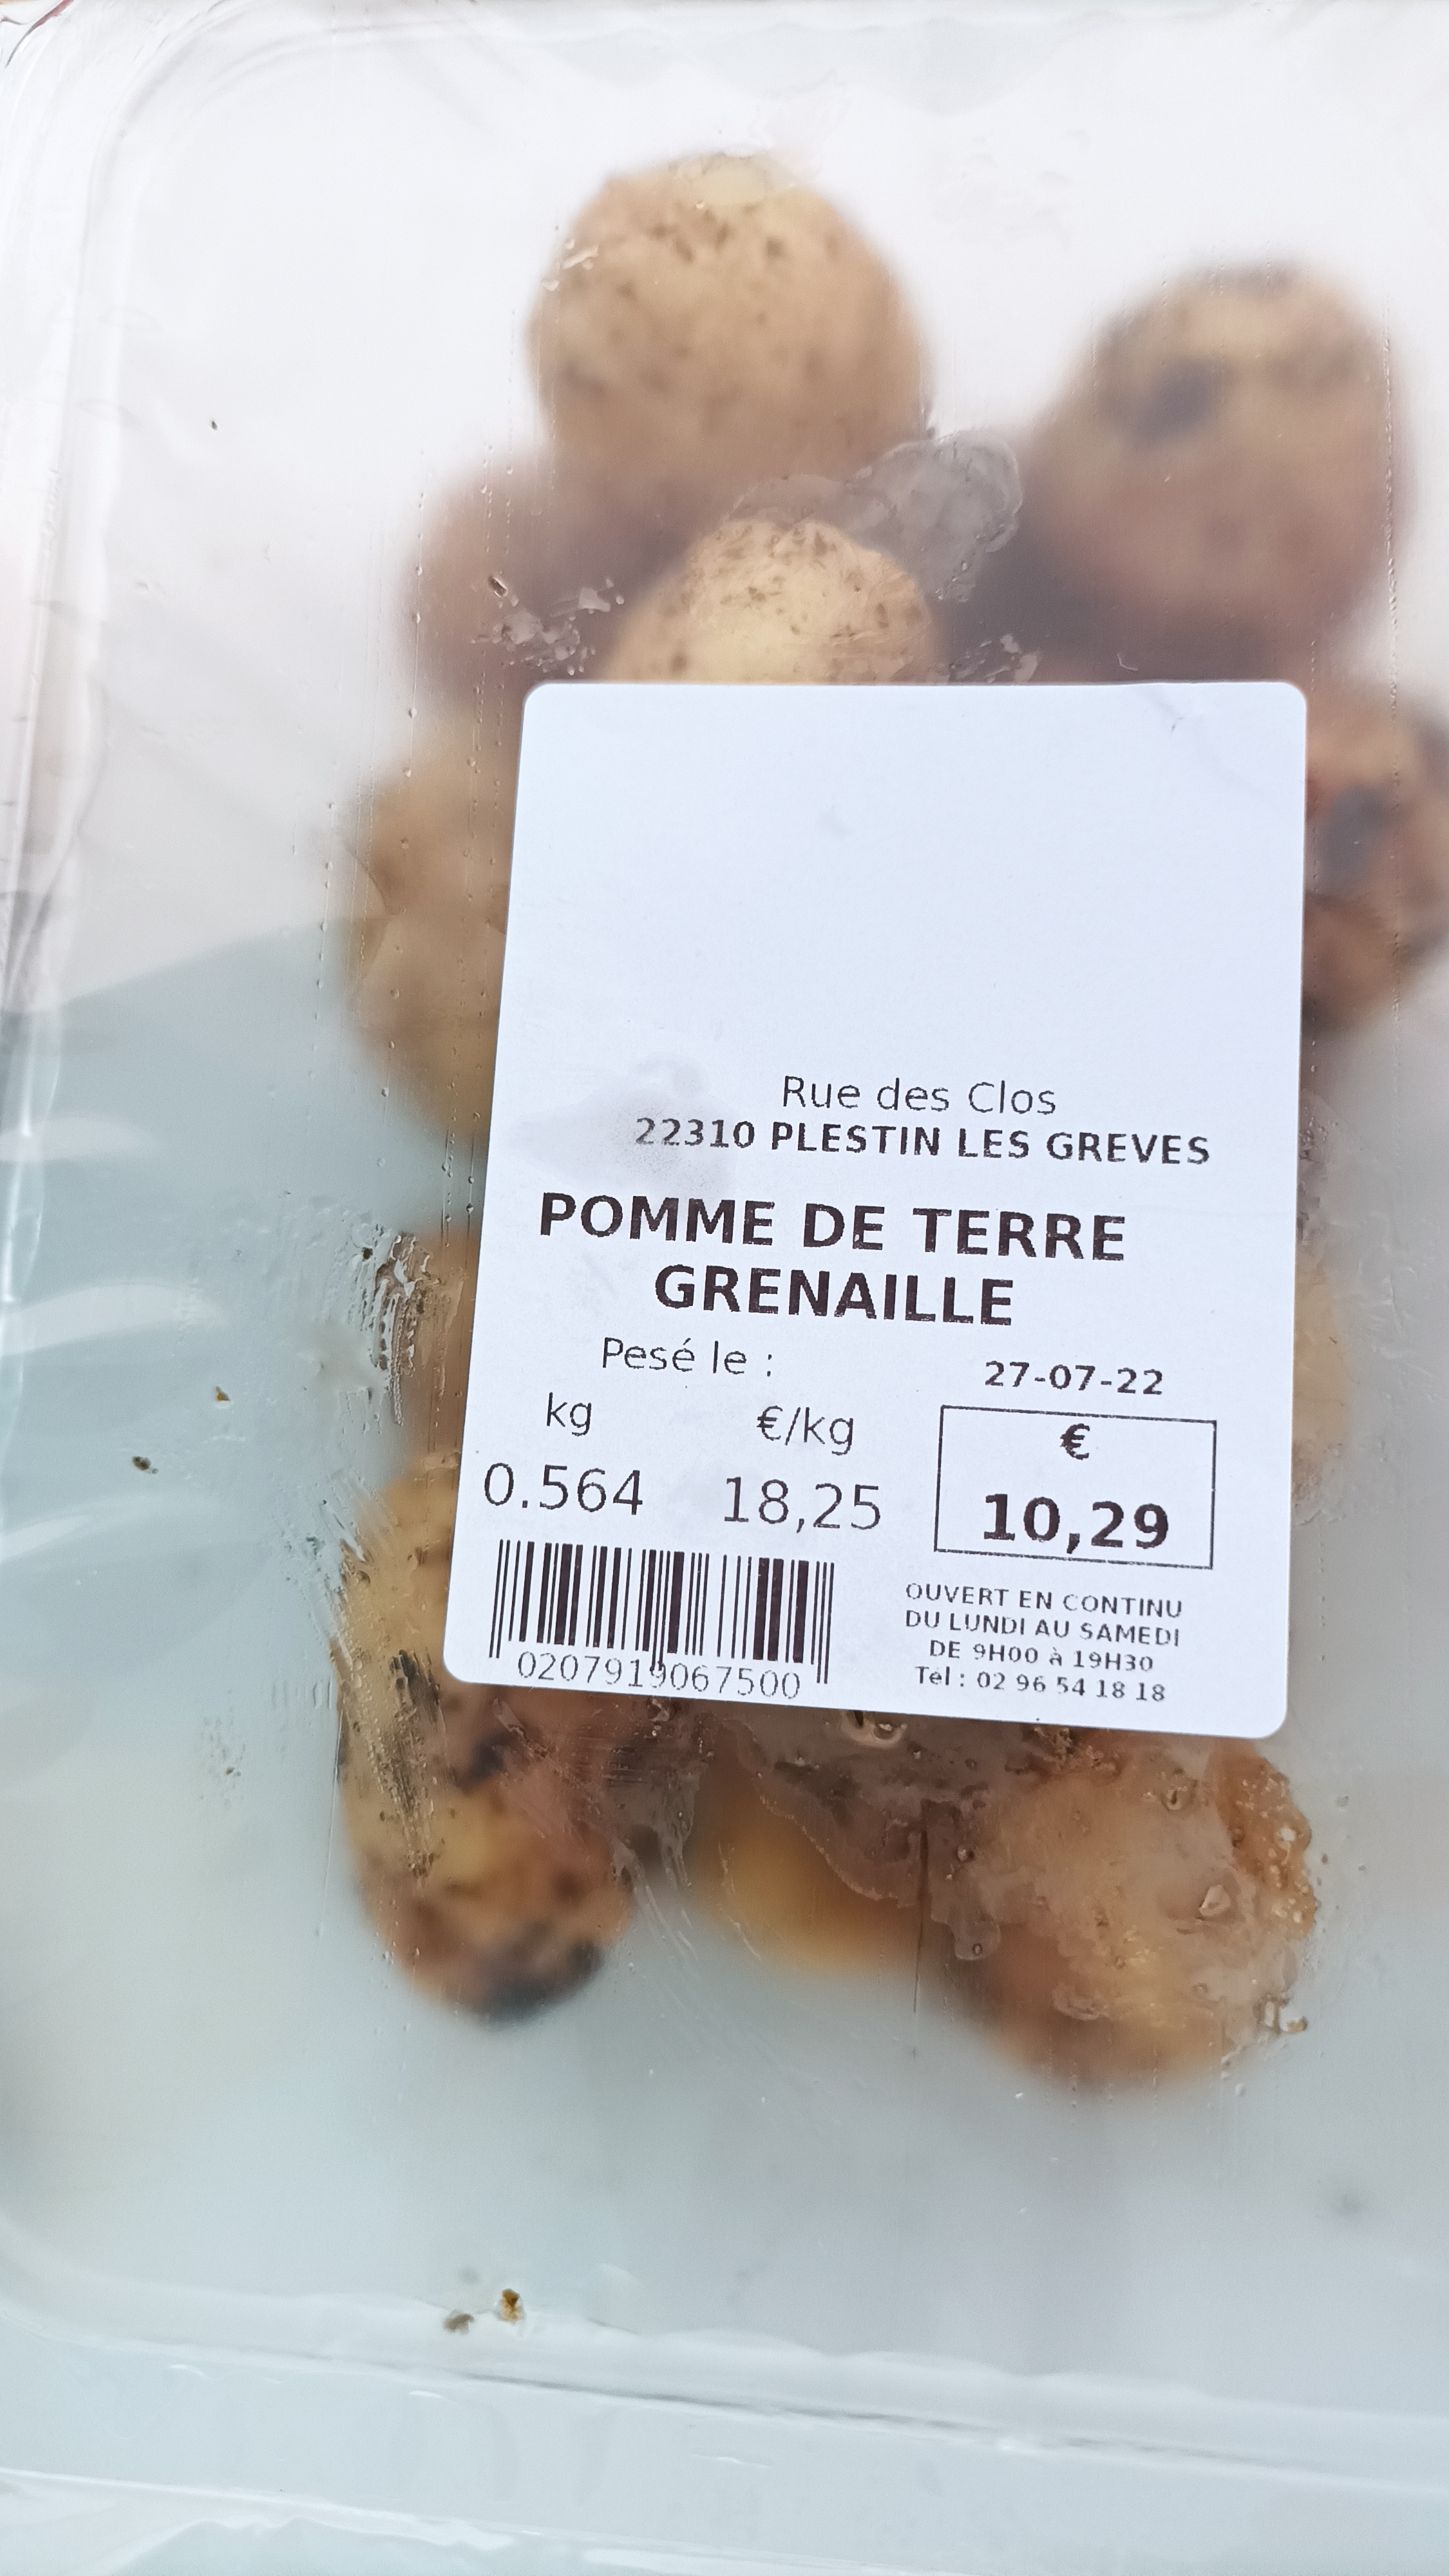 Rue des Clos
22310 PLESTIN LES GREVES
POMME DE TERRE
GRENAILLE
Pesé le : 27-07-22
kg €/kg €
0.564 18,25 10,29
0207919067500
OUVERT EN CONTINU
DU LUNDI AU SAMEDI
DE 9H00 à 19H30
Tél : 02 96 54 18 18